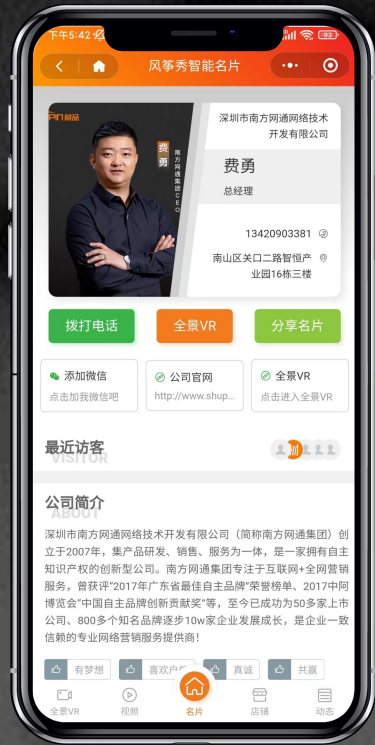 下午5:42
93
风筝秀智能名片
树品
费勇
南方网通集团CEO
深圳市南方网通网络技术
开发有限公司
费勇
总经理
13420903381
南山区关口二路智恒产
业园16栋三楼
拨打电话
全景VR
分享名片
添加微信
点击加我微信吧
公司官网
http://www.shup...
全景VR
点击进入全景VR
最近访客
VISITOR
公司简介
ABOUT
深圳市南方网通网络技术开发有限公司（简称南方网通集团）创
立于2007年，集产品研发、销售、服务为一体，是一家拥有自主
知识产权的创新型公司。南方网通集团专注于互联网+全网营销
服务，曾获评“2017年广东省最佳自主品牌”荣誉榜单、2017中阿
博览会“中国自主品牌创新贡献奖”等，至今已成功为50多家上市
公司、800多个知名品牌逐步10w家企业发展成长，是企业一致
信赖的专业网络营销服务提供商！
有梦想
喜欢户
真诚
共赢
全景VR
视频
名片
店铺
动态